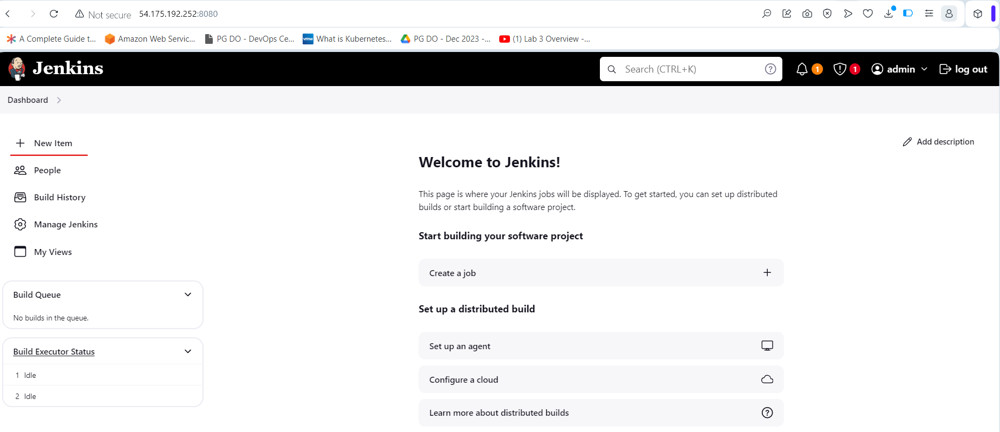 Not secure 54.175.192.252:8080
A Complete Guide t... Amazon Web Servic... PG DO - DevOps Ce... vmw What is Kubernetes... PG DO - Dec 2023 -... (1) Lab 3 Overview -...
Jenkins Search (CTRL+K) ? 1 1 admin log out
Dashboard
New Item
People
Build History
Manage Jenkins
My Views
Build Queue
No builds in the queue.
Build Executor Status
1 Idle
2 Idle
Add description
Welcome to Jenkins!
This page is where your Jenkins jobs will be displayed. To get started, you can set up distributed
builds or start building a software project.
Start building your software project
Create a job
Set up a distributed build
Set up an agent
Configure a cloud
Learn more about distributed builds ?